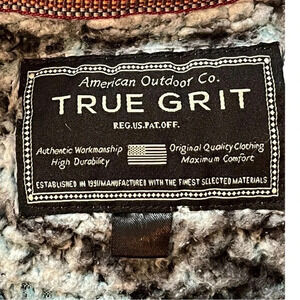 American Outdoor Co.
TRUE GRIT
REG.US.PAT.OFF.
Authentic Workmanship Original Quality Clothing
High Durability Maximum Comfort
ESTABLISHED IN 1991/MANUFACTURED WITH THE FINEST SELECTED MATERIALS